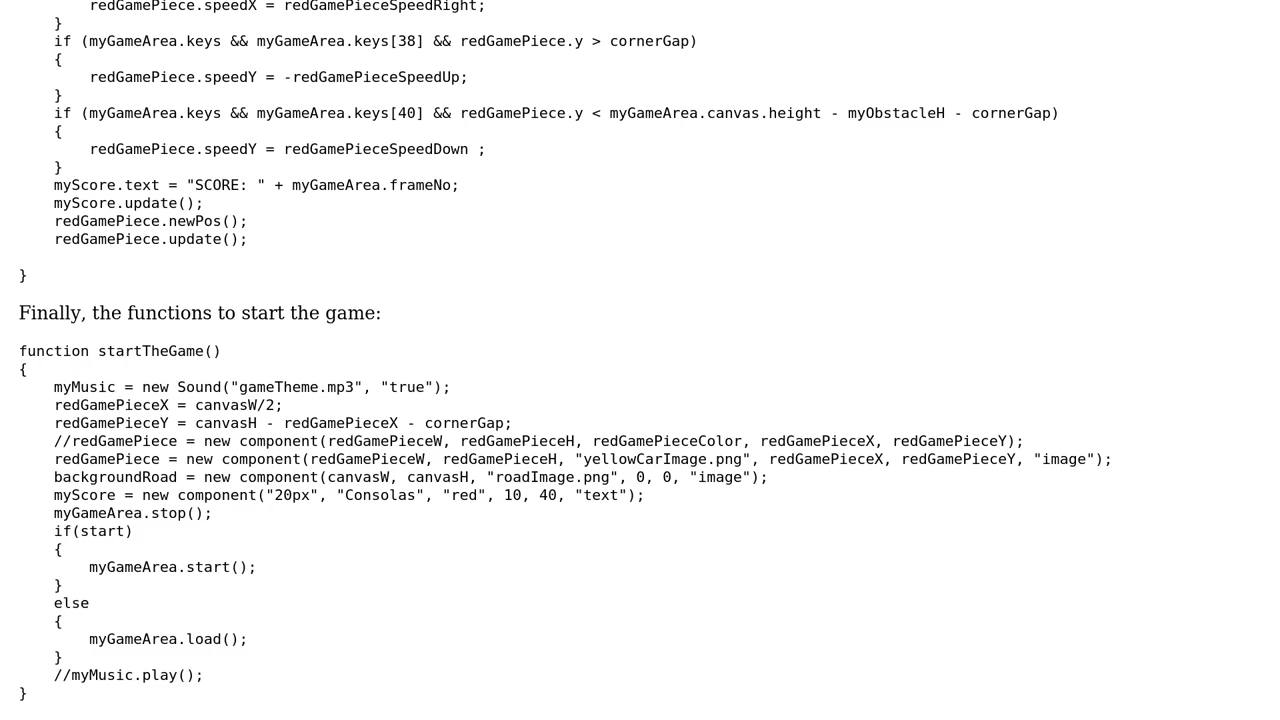 redGamePiece.speedX = redGamePieceSpeedRight;
    }
    if (myGameArea.keys && myGameArea.keys[38] && redGamePiece.y > cornerGap)
    {
        redGamePiece.speedY = -redGamePieceSpeedUp;
    }
    if (myGameArea.keys && myGameArea.keys[40] && redGamePiece.y < myGameArea.canvas.height - myObstacleH - cornerGap)
    {
        redGamePiece.speedY = redGamePieceSpeedDown ;
    }
    myScore.text = "SCORE: " + myGameArea.frameNo;
    myScore.update();
    redGamePiece.newPos();
    redGamePiece.update();

}
Finally, the functions to start the game:
function startTheGame()
{
    myMusic = new Sound("gameTheme.mp3", "true");
    redGamePieceX = canvasW/2;
    redGamePieceY = canvasH - redGamePieceX - cornerGap;
    //redGamePiece = new component(redGamePieceW, redGamePieceH, redGamePieceColor, redGamePieceX, redGamePieceY);
    redGamePiece = new component(redGamePieceW, redGamePieceH, "yellowCarImage.png", redGamePieceX, redGamePieceY, "image");
    backgroundRoad = new component(canvasW, canvasH, "roadImage.png", 0, 0, "image");
    myScore = new component("20px", "Consolas", "red", 10, 40, "text");
    myGameArea.stop();
    if(start)
    {
        myGameArea.start();
    }
    else
    {
        myGameArea.load();
    }
    //myMusic.play();
}